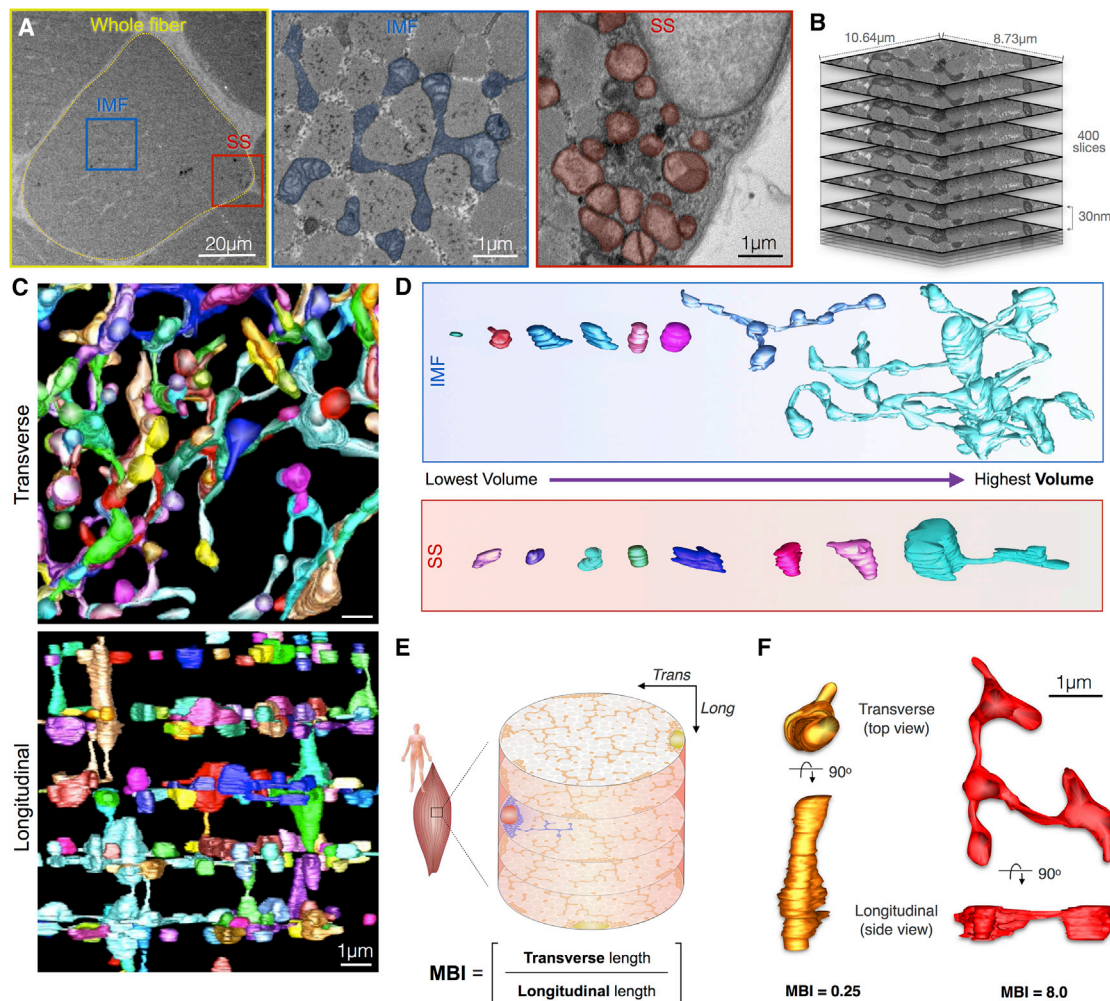 A
Whole fiber
IMF
SS
20µm
IMF
1µm
SS
1µm
B
10.64µm
8.73µm
400
slices
30nm
C
Transverse
Longitudinal
1µm
D
IMF
Lowest Volume
Highest Volume
SS
E
Trans
Long
MBI =
Transverse length
Longitudinal length
F
1µm
Transverse
(top view)
90º
90º
Longitudinal
(side view)
MBI = 0.25
MBI = 8.0